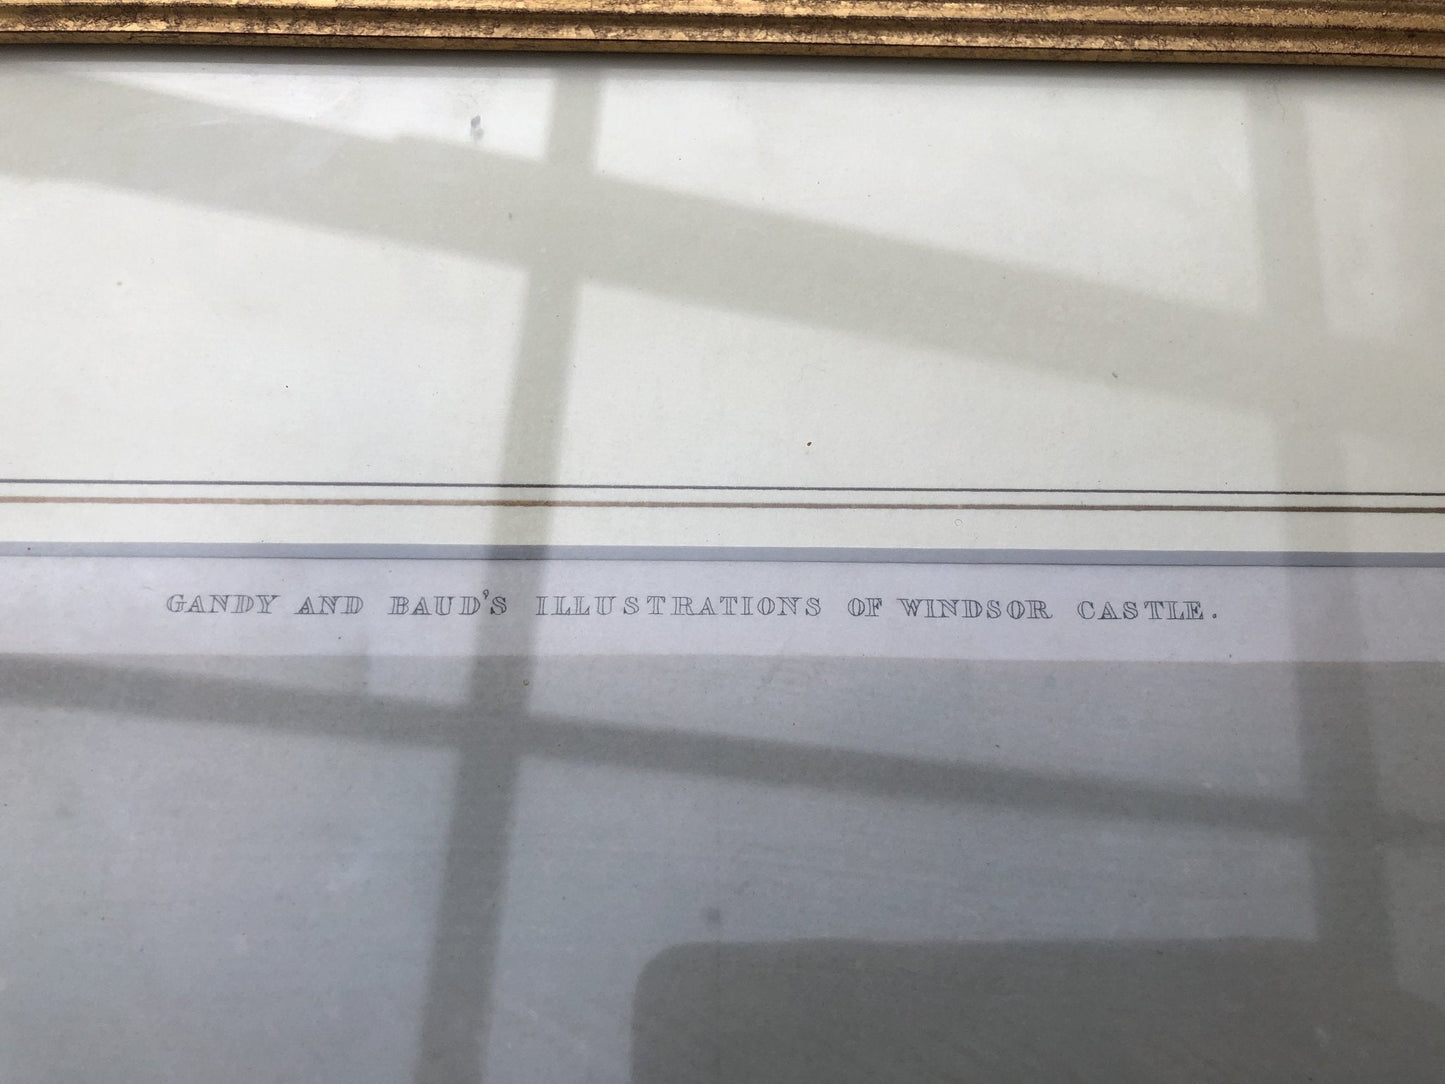 GANDY AND BAUD'S ILLUSTRATIONS OF WINDSOR CASTLE.